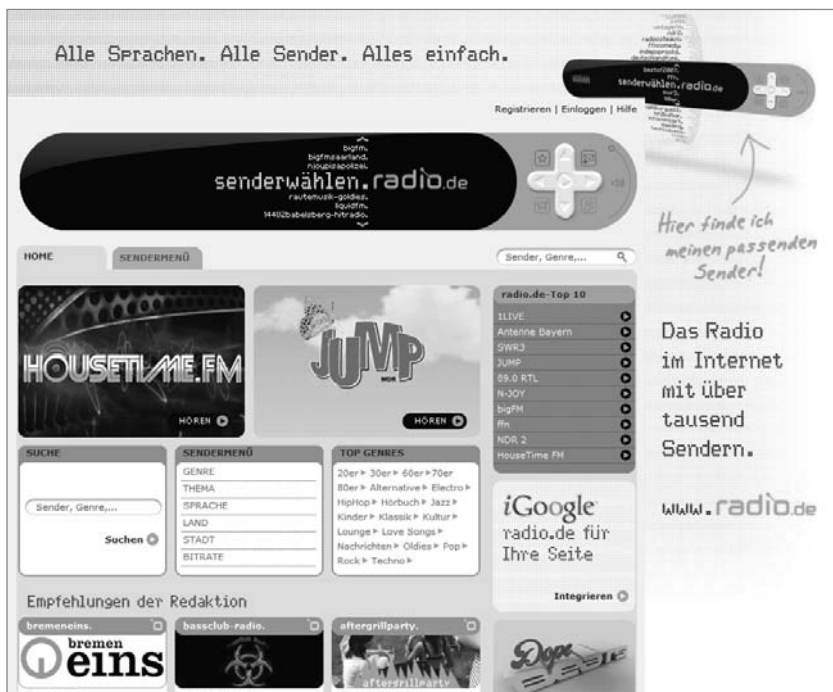 Alle Sprachen. Alle Sender. Alles einfach.
senderwählen.radio.de
Registrieren | Einloggen | Hilfe
bigfm.
bigfmsaarland.
senderwählen.radio.de
rautemusik-goldies.
liquidfm.
14402babelsberg-hitradio.
Hier finde ich
meinen passenden
Sender!
HOME
SENDERMENÜ
Sender, Genre,...
HOUSETIME.FM
HÖREN
JUMP
MDR
HÖREN
radio.de-Top 10
1LIVE
Antenne Bayern
SWR3
JUMP
89.0 RTL
N-JOY
bigFM
ffn
NDR 2
HouseTime FM
Das Radio
im Internet
mit über
tausend
Sendern.
www.radio.de
SUCHE
Sender, Genre,...
Suchen
SENDERMENÜ
GENRE
THEMA
SPRACHE
LAND
STADT
BITRATE
TOP GENRES
20er 30er 60er 70er
80er Alternative Electro
HipHop Hörbuch Jazz
Kinder Klassik Kultur
Lounge Love Songs
Nachrichten Oldies Pop
Rock Techno
iGoogle
radio.de für
Ihre Seite
Integrieren
Empfehlungen der Redaktion
bremeneins.
bremen
eins
bassclub-radio.
aftergrillparty.
aftergrillparty
Dope